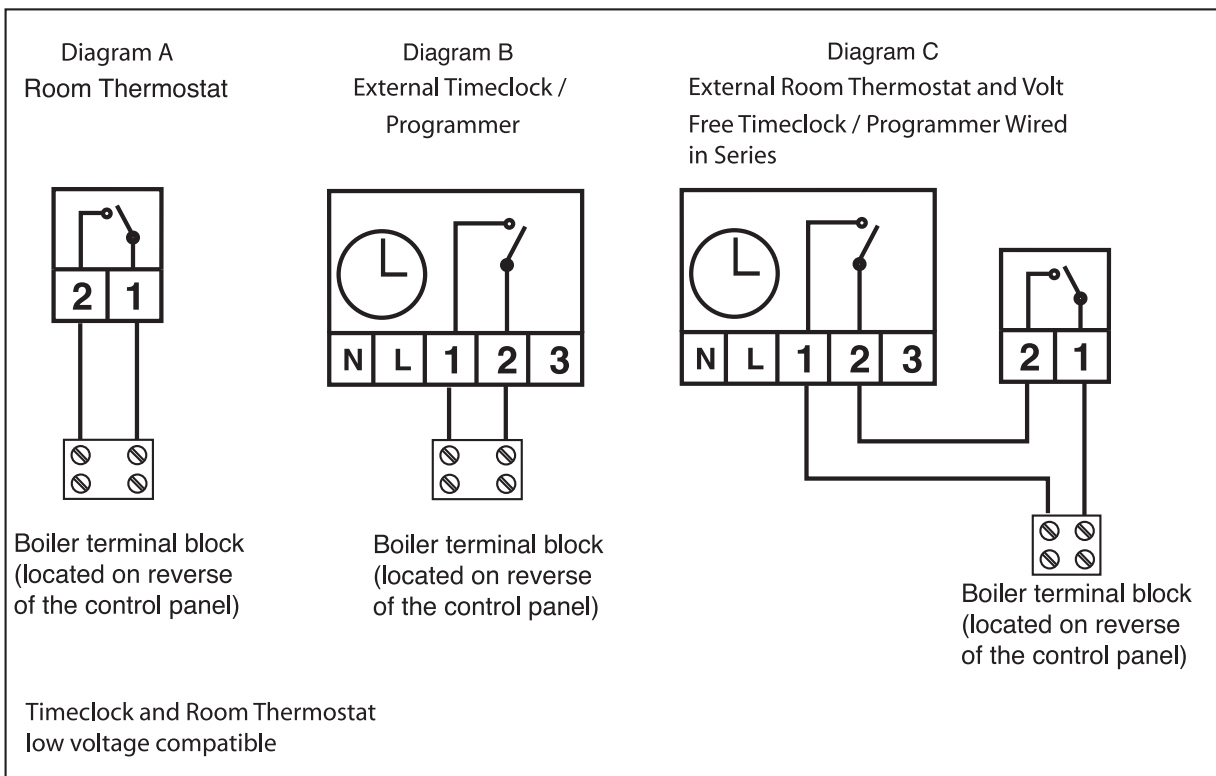 Diagram A
Room Thermostat
2 1
Boiler terminal block
(located on reverse
of the control panel)
Diagram B
External Timeclock /
Programmer
N L 1 2 3
Boiler terminal block
(located on reverse
of the control panel)
Diagram C
External Room Thermostat and Volt
Free Timeclock / Programmer Wired
in Series
N L 1 2 3
2 1
Boiler terminal block
(located on reverse
of the control panel)
Timeclock and Room Thermostat
low voltage compatible